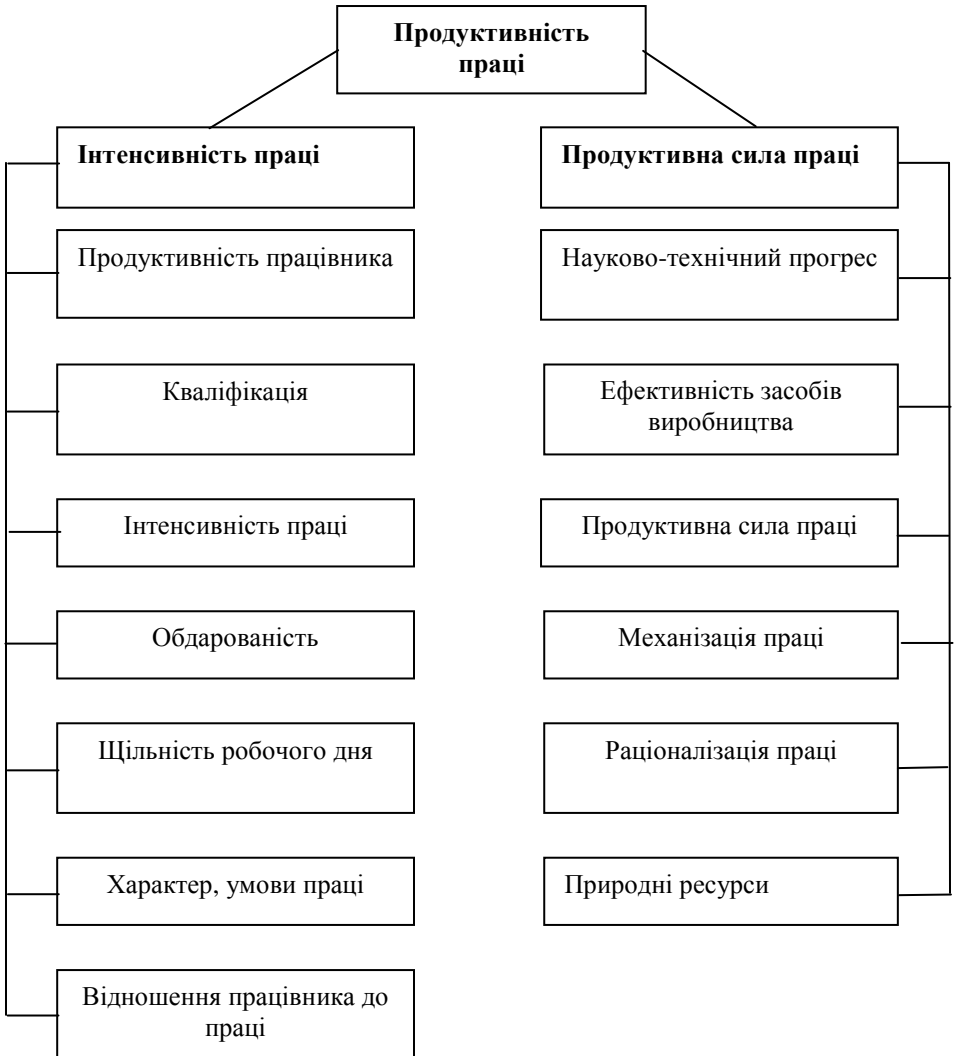 Продуктивність
праці
Інтенсивність праці
Продуктивність працівника
Кваліфікація
Інтенсивність праці
Обдарованість
Щільність робочого дня
Характер, умови праці
Відношення працівника до
праці
Продуктивна сила праці
Науково-технічний прогрес
Ефективність засобів
виробництва
Продуктивна сила праці
Механізація праці
Раціоналізація праці
Природні ресурси